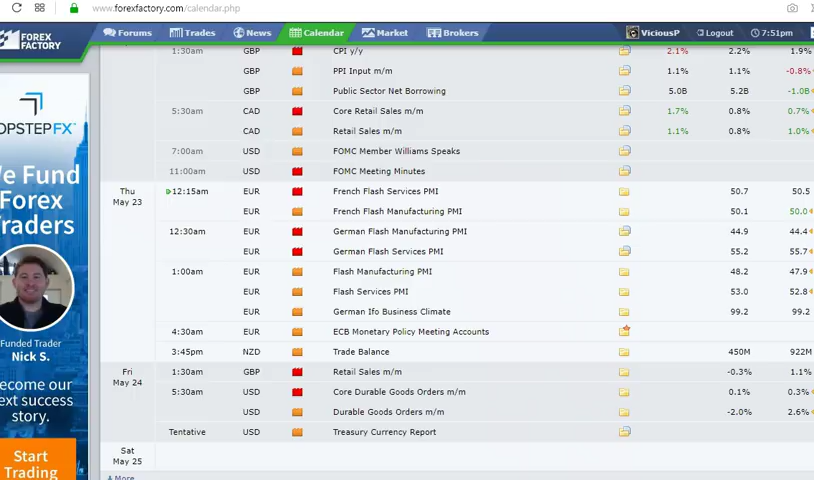 www.forexfactory.com/calendar.php
FOREX
FACTORY
Forums Trades News Calendar Market Brokers ViciousP Logout 7:51pm
1:30am GBP CPI y/y 2.1% 2.2% 1.9%
GBP PPI Input m/m 1.1% 1.1% -0.8%
GBP Public Sector Net Borrowing 5.0B 5.2B -1.0B
5:30am CAD Core Retail Sales m/m 1.7% 0.8% 0.7%
CAD Retail Sales m/m 1.1% 0.8% 1.0%
7:00am USD FOMC Member Williams Speaks
11:00am USD FOMC Meeting Minutes
Thu
May 23
12:15am EUR French Flash Services PMI 50.7 50.5
EUR French Flash Manufacturing PMI 50.1 50.0
12:30am EUR German Flash Manufacturing PMI 44.9 44.4
EUR German Flash Services PMI 55.2 55.7
1:00am EUR Flash Manufacturing PMI 48.2 47.9
EUR Flash Services PMI 53.0 52.8
EUR German Ifo Business Climate 99.2 99.2
4:30am EUR ECB Monetary Policy Meeting Accounts
3:45pm NZD Trade Balance 450M 922M
Fri
May 24
1:30am GBP Retail Sales m/m -0.3% 1.1%
5:30am USD Core Durable Goods Orders m/m 0.1% 0.3%
USD Durable Goods Orders m/m -2.0% 2.6%
Tentative USD Treasury Currency Report
Sat
May 25
More
OPSTEPFX™
e Fund
Forex
raders
Funded Trader
Nick S.
ecome our
ext success
story.
Start
Trading